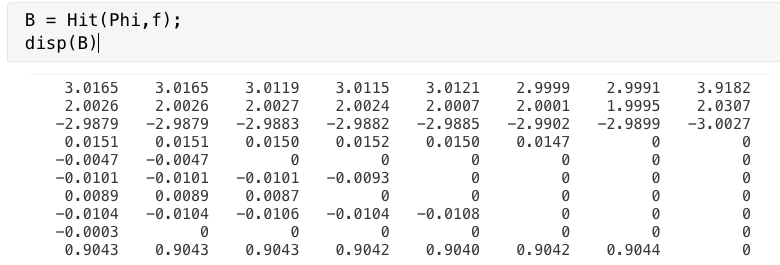 B = Hit(Phi,f);
disp(B)
3.0165 3.0165 3.0119 3.0115 3.0121 2.9999 2.9991 3.9182
2.0026 2.0026 2.0027 2.0024 2.0007 2.0001 1.9995 2.0307
-2.9879 -2.9879 -2.9883 -2.9882 -2.9885 -2.9902 -2.9899 -3.0027
0.0151 0.0151 0.0150 0.0152 0.0150 0.0147 0 0
-0.0047 -0.0047 0 0 0 0 0 0
-0.0101 -0.0101 -0.0101 -0.0093 0 0 0 0
0.0089 0.0089 0.0087 0 0 0 0 0
-0.0104 -0.0104 -0.0106 -0.0104 -0.0108 0 0 0
-0.0003 0 0 0 0 0 0 0
0.9043 0.9043 0.9043 0.9042 0.9040 0.9042 0.9044 0